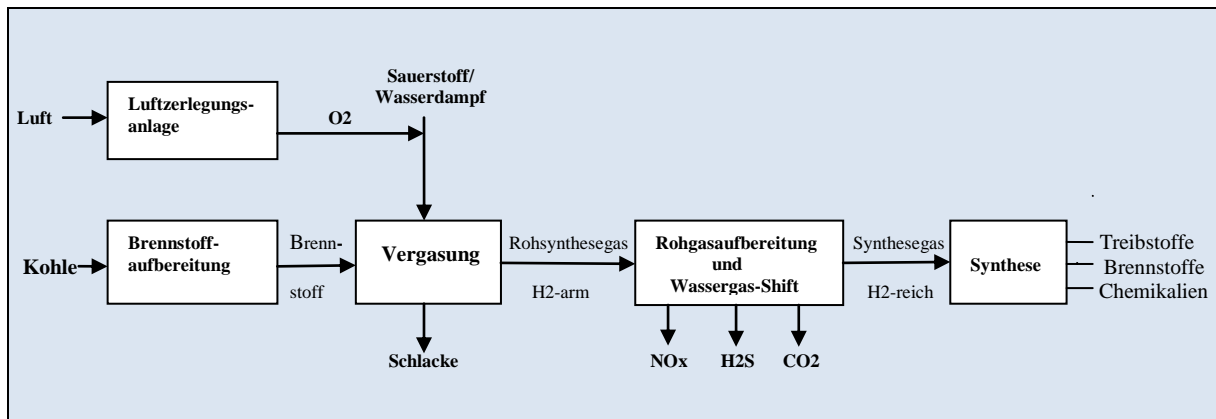 Luft
Luftzerlegungs-
anlage
O2
Sauerstoff/
Wasserdampf
Kohle
Brennstoff-
aufbereitung
Brenn-
stoff
Vergasung
Schlacke
Rohsynthesegas
H2-arm
Rohgasaufbereitung
und
Wassergas-Shift
NOx
H2S
CO2
Synthesegas
H2-reich
Synthese
Treibstoffe
Brennstoffe
Chemikalien